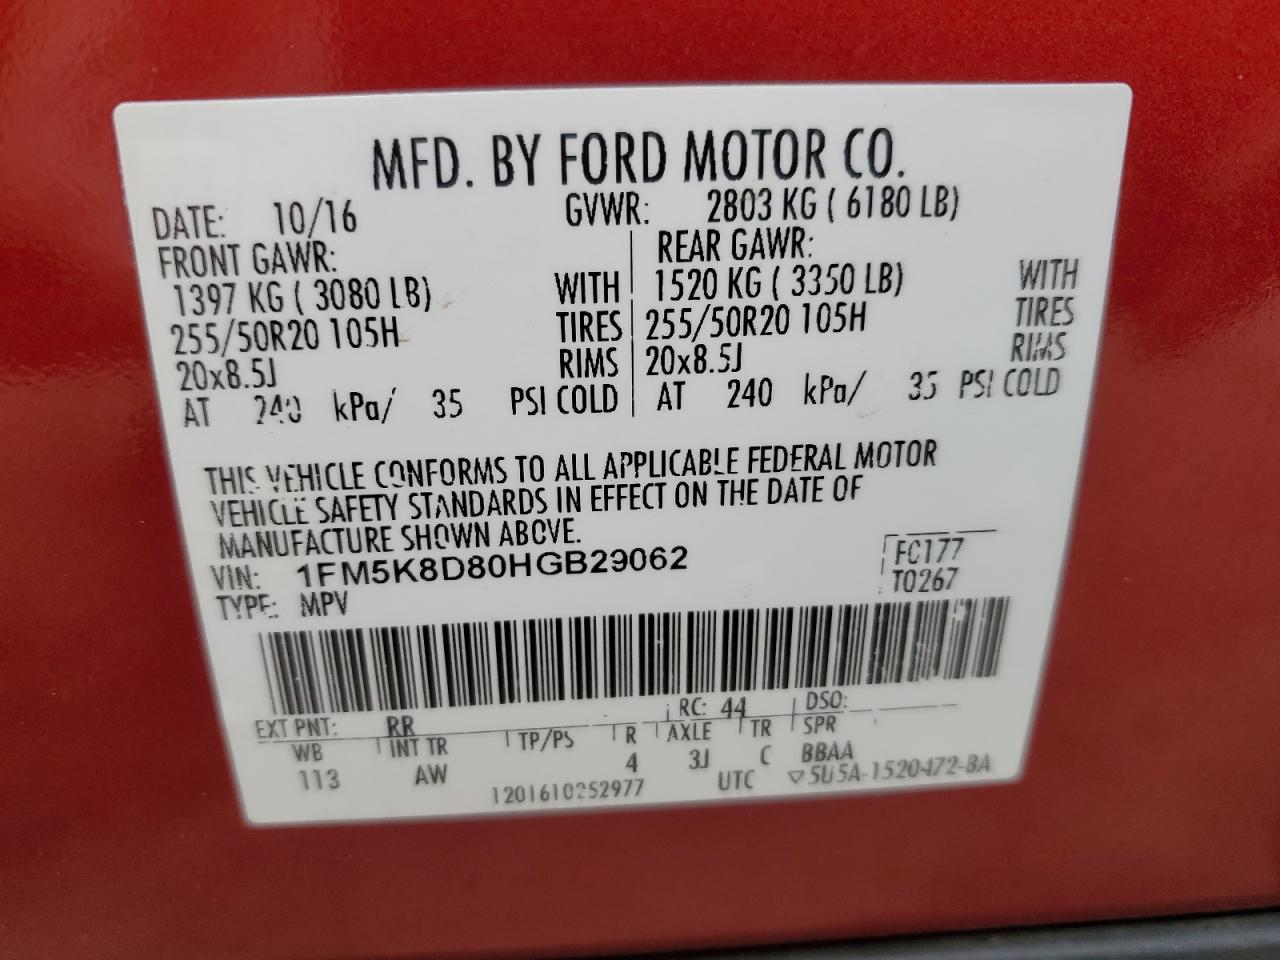 MFD. BY FORD MOTOR CO.
DATE: 10/16 GVWR: 2803 KG ( 6180 LB)
FRONT GAWR: REAR GAWR:
1397 KG ( 3080 LB) WITH 1520 KG ( 3350 LB) WITH
255/50R20 105H TIRES 255/50R20 105H TIRES
20x8.5J RIMS 20x8.5J RIMS
AT 240 kPa/ 35 PSI COLD AT 240 kPa/ 35 PSI COLD
THIS VEHICLE CONFORMS TO ALL APPLICABLE FEDERAL MOTOR
VEHICLE SAFETY STANDARDS IN EFFECT ON THE DATE OF
MANUFACTURE SHOWN ABOVE.
VIN: 1FM5K8D80HGB29062 FC177
TYPE: MPV T0267
EXT PNT: RR RC: 44 DSO:
WB INT TR TP/PS R AXLE TR SPR
113 AW 4 3J C BBAA
1201610252977 UTC ▽5U5A-1520472-BA